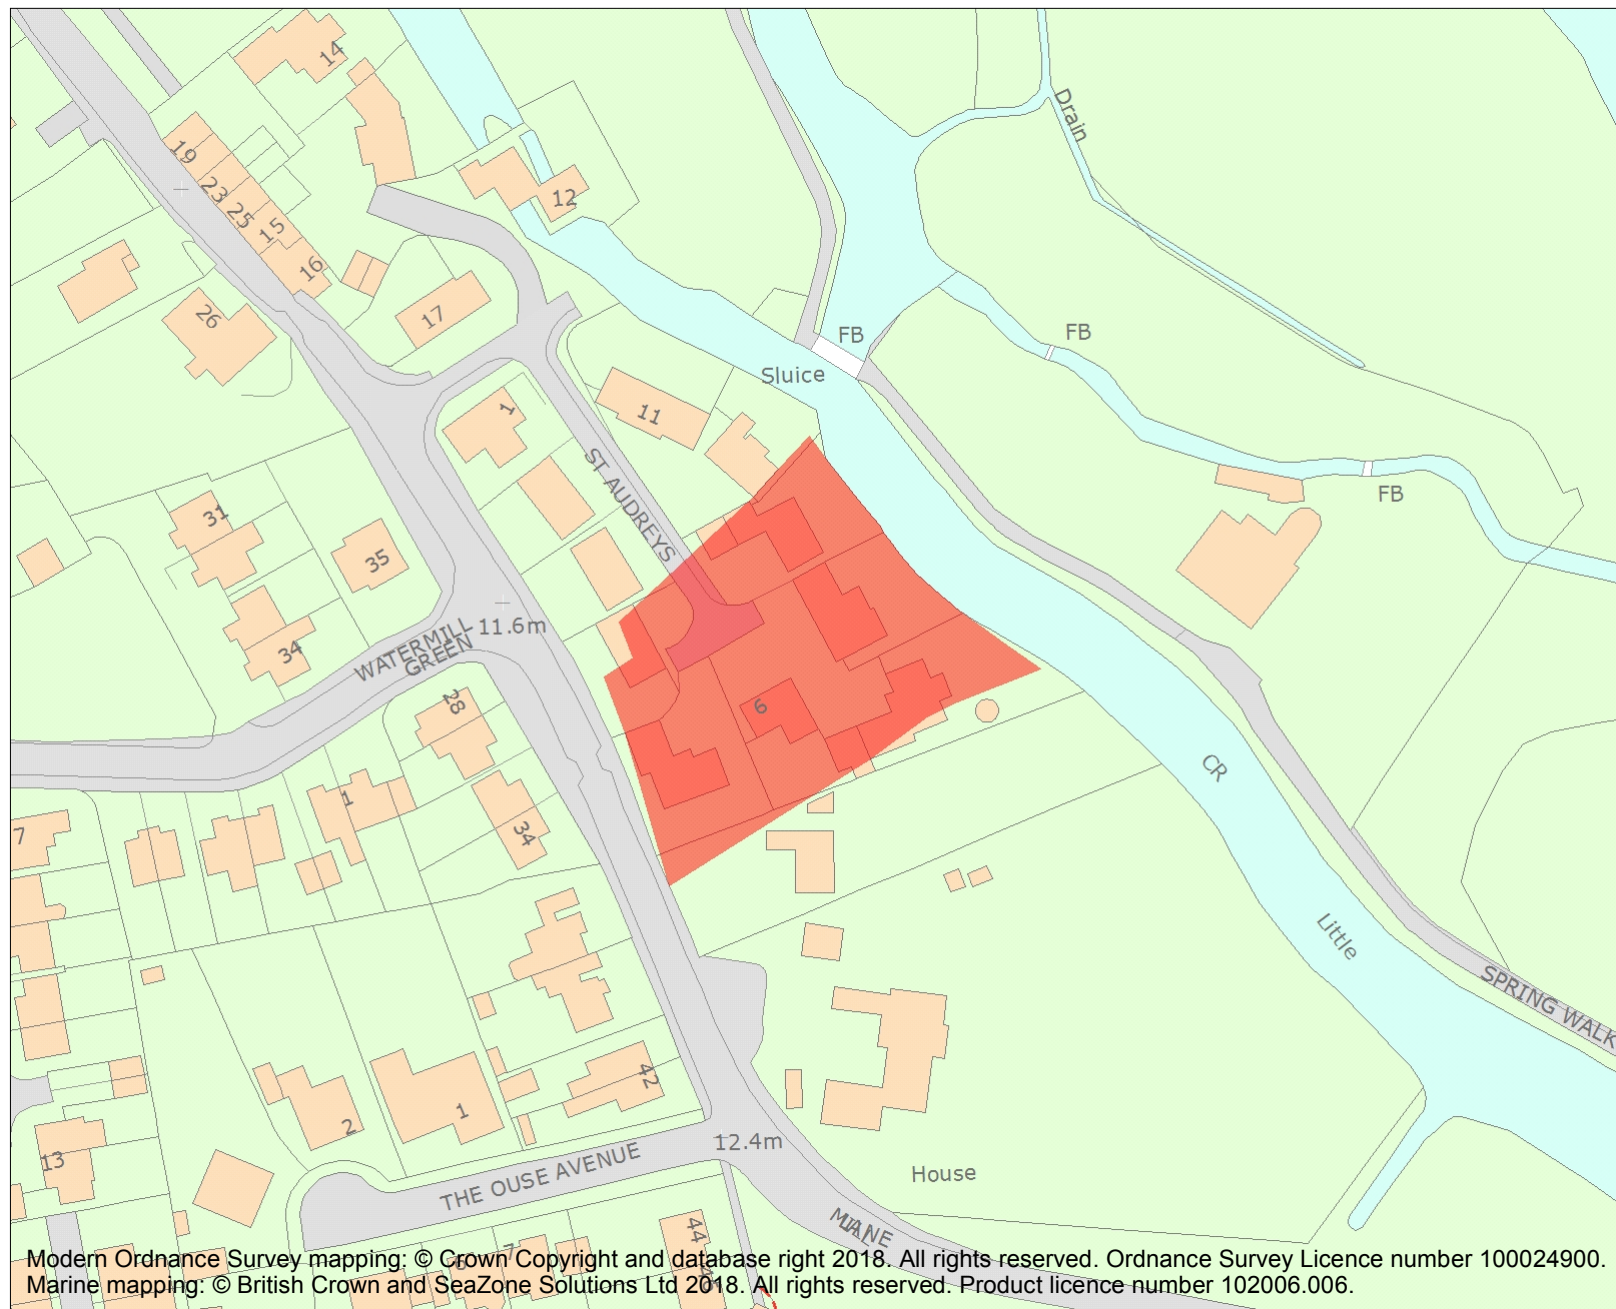 14
Drain
19
23
25
15
16
12
26
17
FB
FB
Sluice
1
11
FB
ST AUDREYS
31
35
34
WATERMILL
GREEN
11.6m
28
6
CR
1
7
34
Little
SPRING WALK
42
2
1
13
12.4m
THE OUSE AVENUE
House
LANE
44
7
Modern Ordnance Survey mapping: © Crown Copyright and database right 2018. All rights reserved. Ordnance Survey Licence number 100024900.
Marine mapping: © British Crown and SeaZone Solutions Ltd 2018. All rights reserved. Product licence number 102006.006.